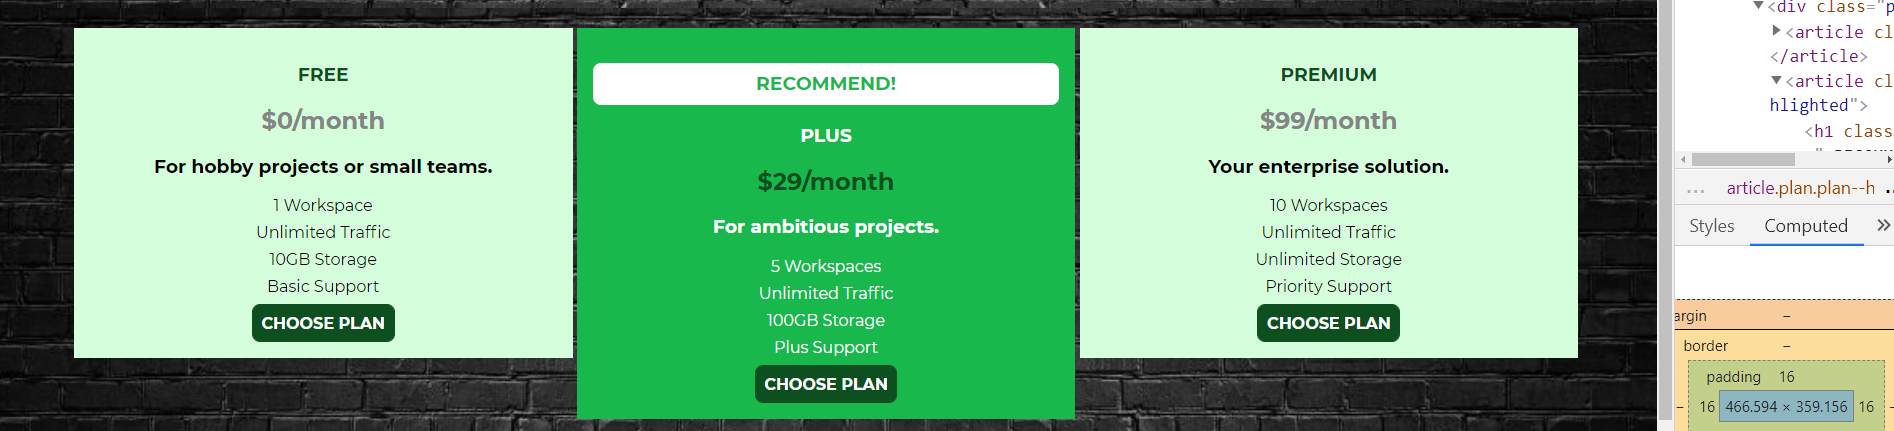 FREE
$0/month
For hobby projects or small teams.
1 Workspace
Unlimited Traffic
10GB Storage
Basic Support
CHOOSE PLAN
RECOMMEND!
PLUS
$29/month
For ambitious projects.
5 Workspaces
Unlimited Traffic
100GB Storage
Plus Support
CHOOSE PLAN
PREMIUM
$99/month
Your enterprise solution.
10 Workspaces
Unlimited Traffic
Unlimited Storage
Priority Support
CHOOSE PLAN
<div class="p
<article cl
</article>
<article cl
hlighted">
<h1 class
... article.plan.plan--h ..
Styles Computed »
argin –
border –
padding 16
– 16 466.594 × 359.156 16 –